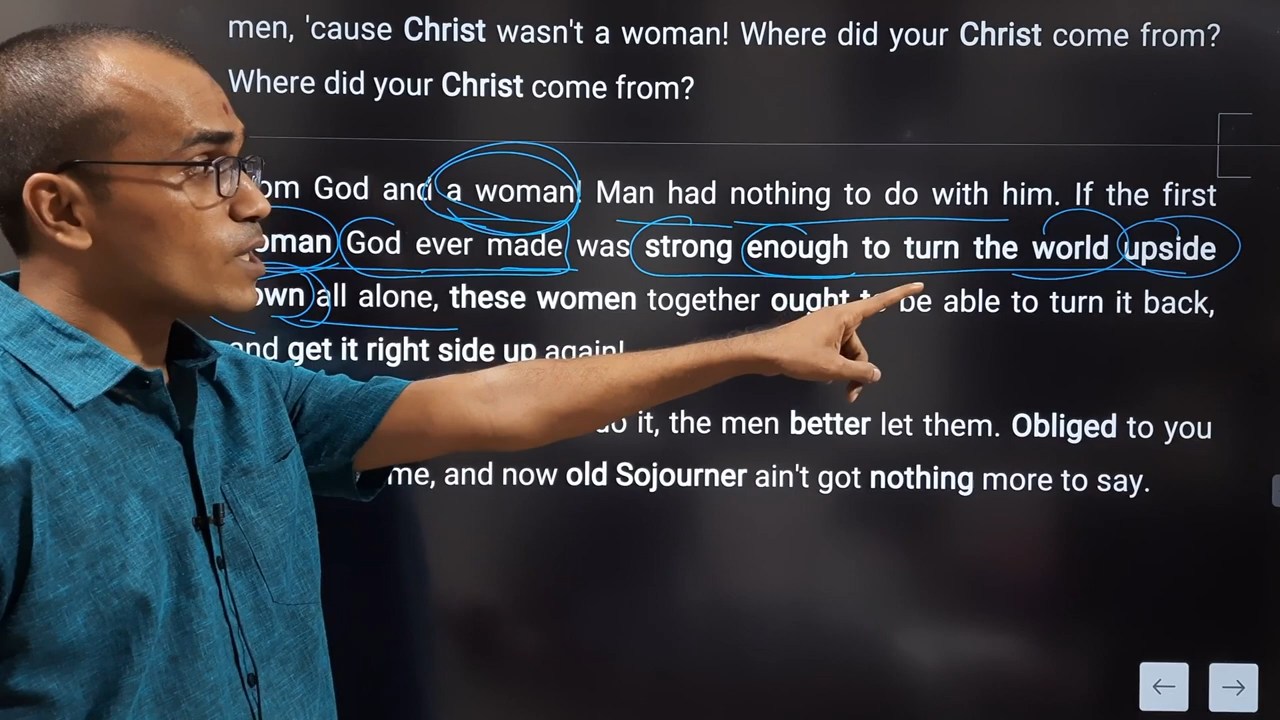 men, 'cause Christ wasn't a woman! Where did your Christ come from?
Where did your Christ come from?
God and a woman! Man had nothing to do with him. If the first
God ever made was strong enough to turn the world upside
all alone, these women together ought to be able to turn it back,
and get it right side up again!
it, the men better let them. Obliged to you
me, and now old Sojourner ain't got nothing more to say.